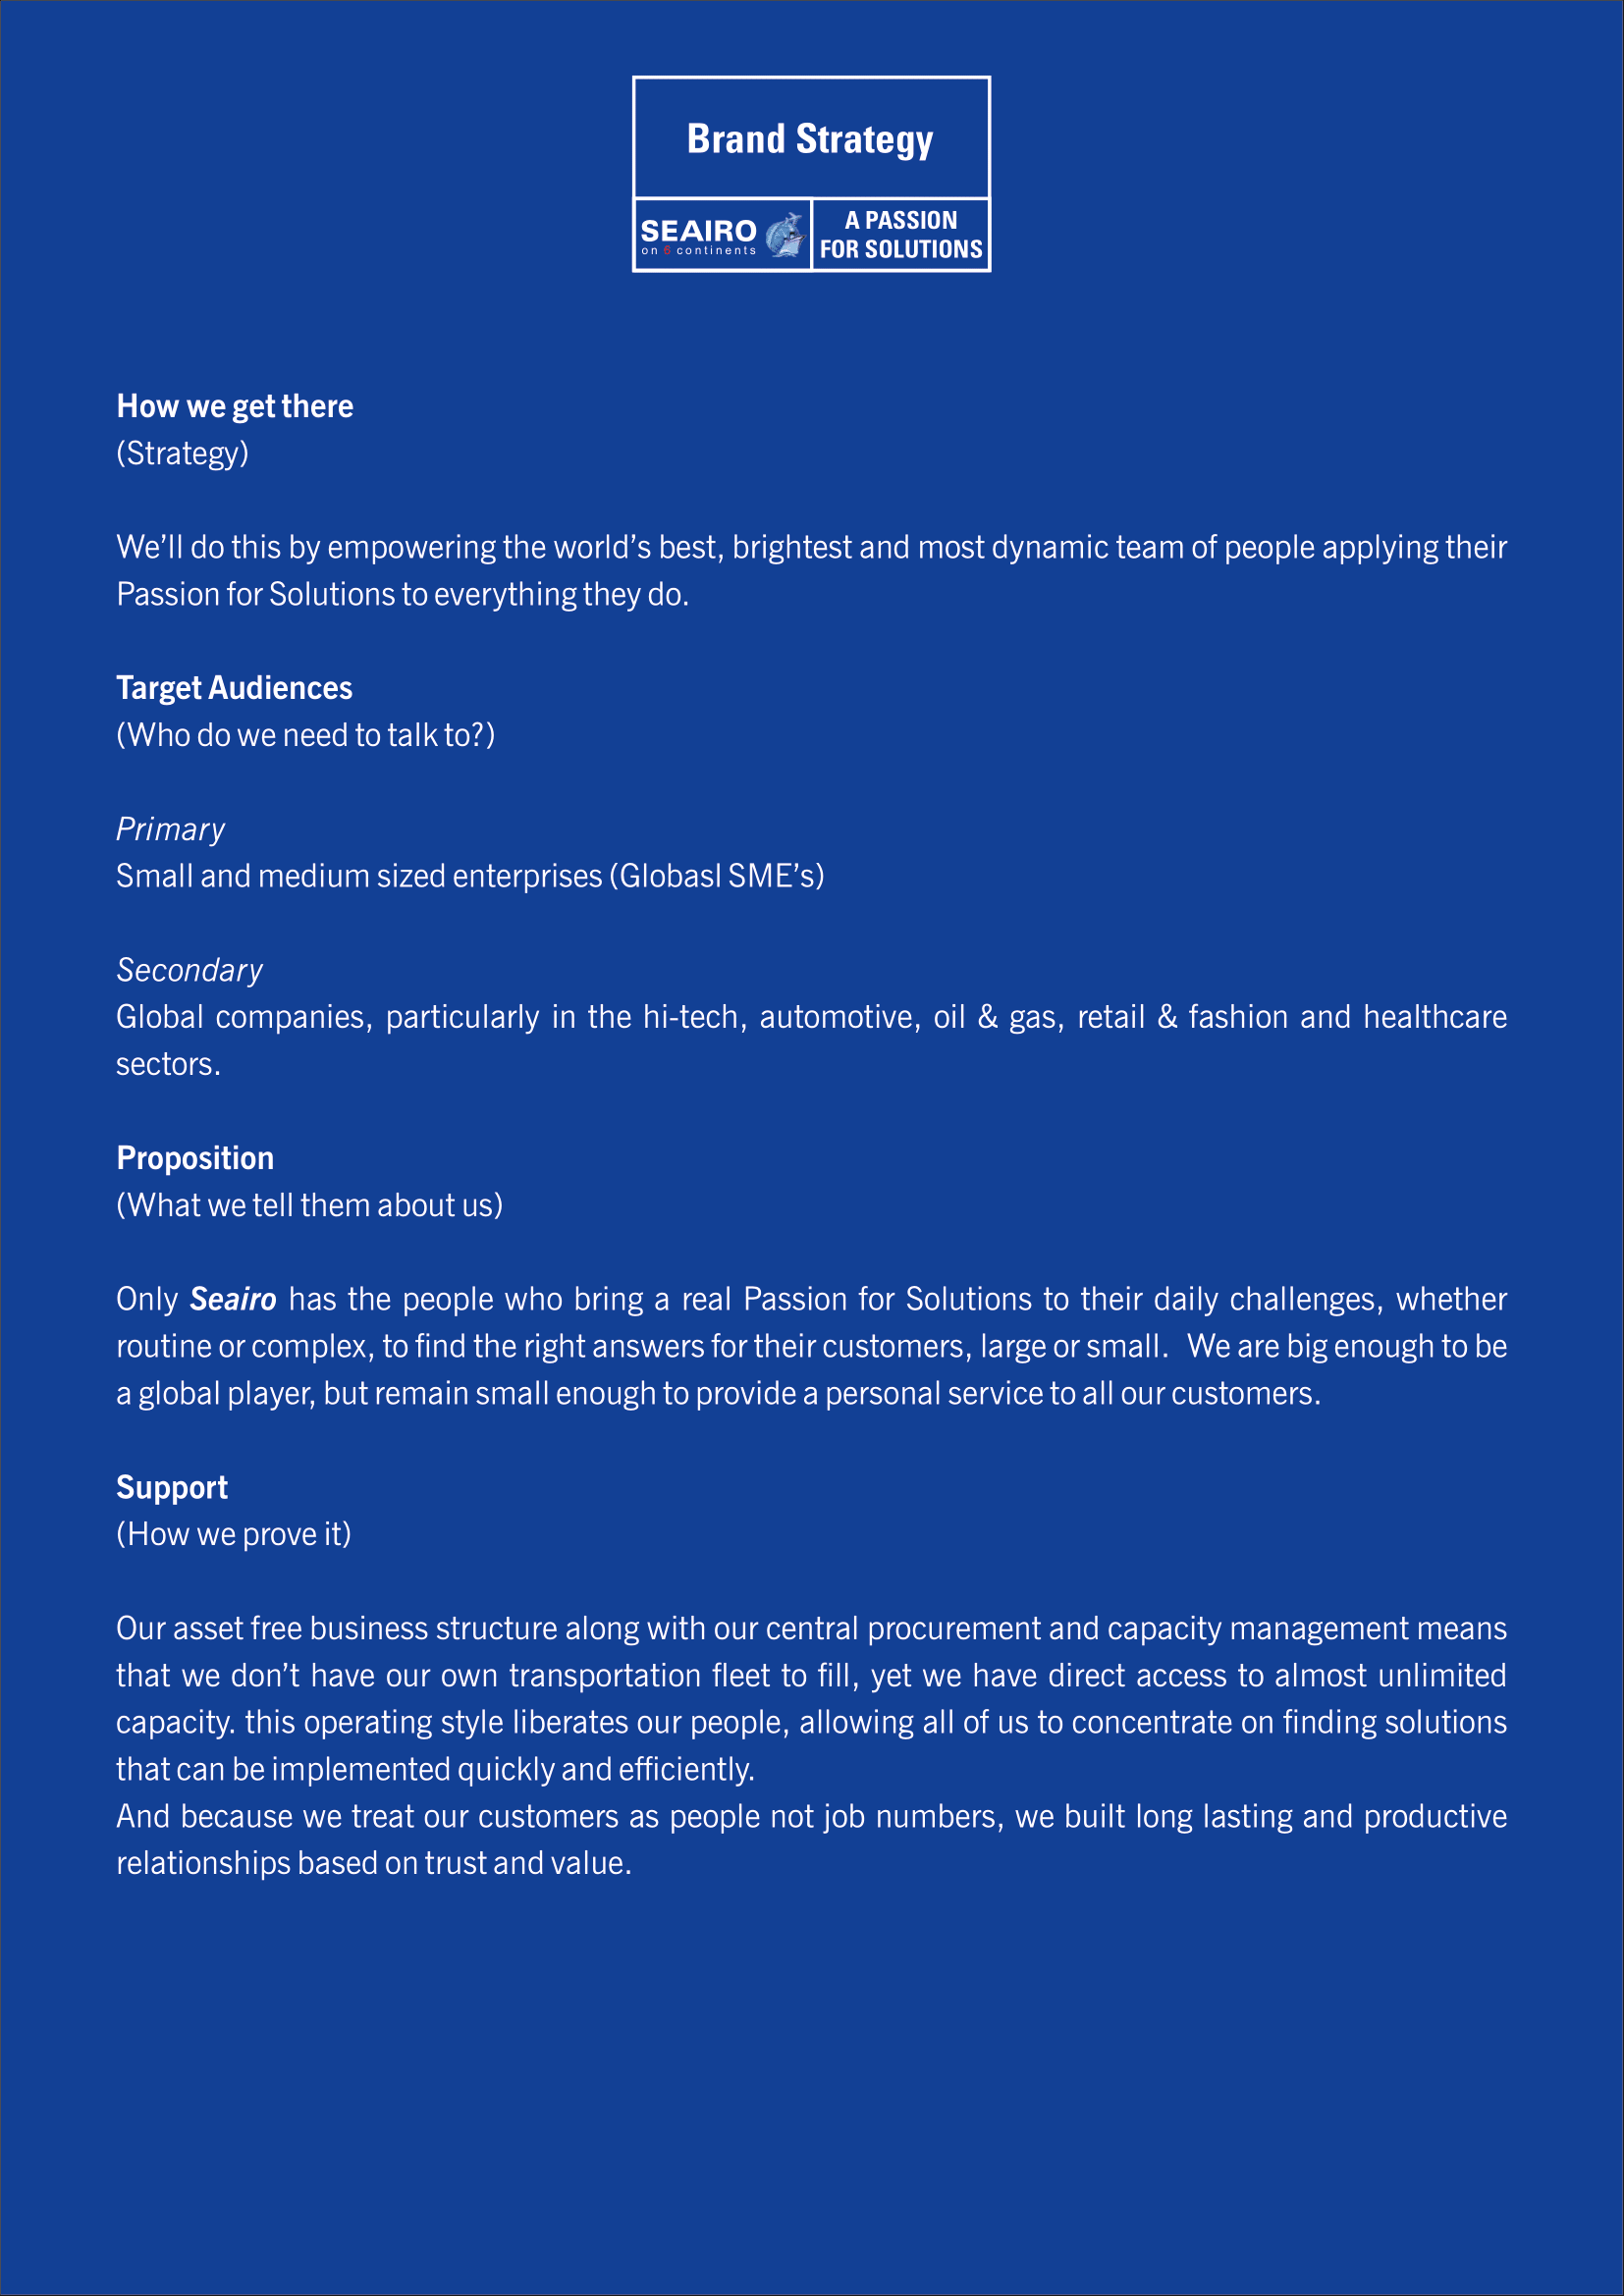 Brand Strategy
SEAIRO
on 6 continents
A PASSION
FOR SOLUTIONS
How we get there
(Strategy)
We’ll do this by empowering the world’s best, brightest and most dynamic team of people applying their
Passion for Solutions to everything they do.
Target Audiences
(Who do we need to talk to?)
Primary
Small and medium sized enterprises (Globasl SME’s)
Secondary
Global companies, particularly in the hi-tech, automotive, oil & gas, retail & fashion and healthcare
sectors.
Proposition
(What we tell them about us)
Only Seairo has the people who bring a real Passion for Solutions to their daily challenges, whether
routine or complex, to find the right answers for their customers, large or small. We are big enough to be
a global player, but remain small enough to provide a personal service to all our customers.
Support
(How we prove it)
Our asset free business structure along with our central procurement and capacity management means
that we don’t have our own transportation fleet to fill, yet we have direct access to almost unlimited
capacity. this operating style liberates our people, allowing all of us to concentrate on finding solutions
that can be implemented quickly and efficiently.
And because we treat our customers as people not job numbers, we built long lasting and productive
relationships based on trust and value.